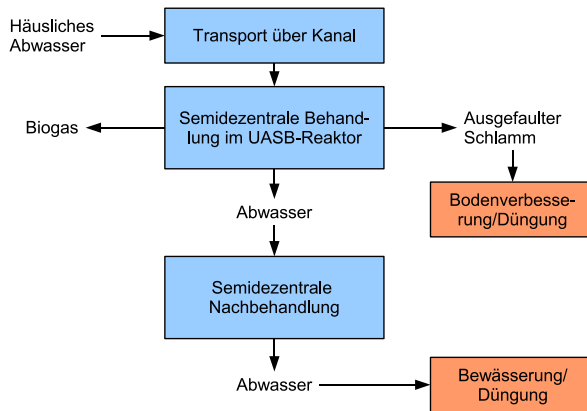 Häusliches
Abwasser
Transport über Kanal
Biogas
Semidezentrale Behand-
lung im UASB-Reaktor
Ausgefaulter
Schlamm
Abwasser
Bodenverbesse-
rung/Düngung
Semidezentrale
Nachbehandlung
Abwasser
Bewässerung/
Düngung